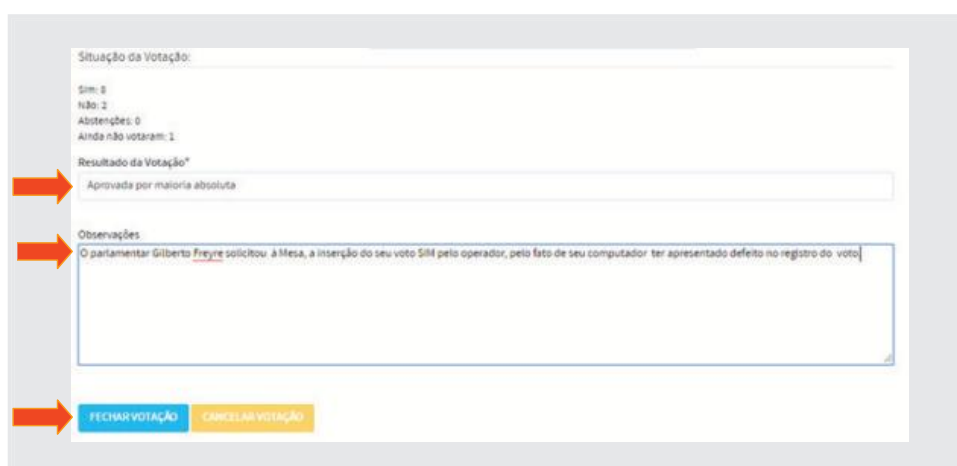 Situação da Votação:
Sim: 8
Não: 2
Abstenções: 0
Ainda não votaram: 1
Resultado da Votação*
Aprovada por maioria absoluta
Observações
O parlamentar Gilberto Freyre solicitou à Mesa, a inserção do seu voto SIM pelo operador, pelo fato de seu computador ter apresentado defeito no registro do voto
FECHAR VOTAÇÃO
CANCELAR VOTAÇÃO